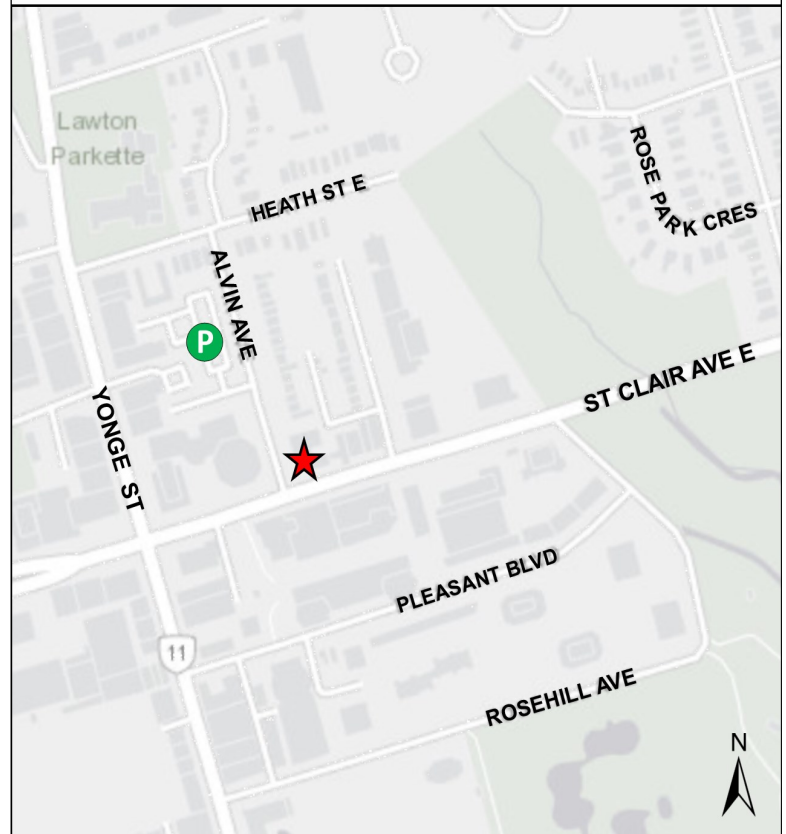 Lawton
Parkette
HEATH ST E
ROSE PARK CRES
ALVIN AVE
P
ST CLAIR AVE E
YONGE ST
PLEASANT BLVD
11
ROSEHILL AVE
N